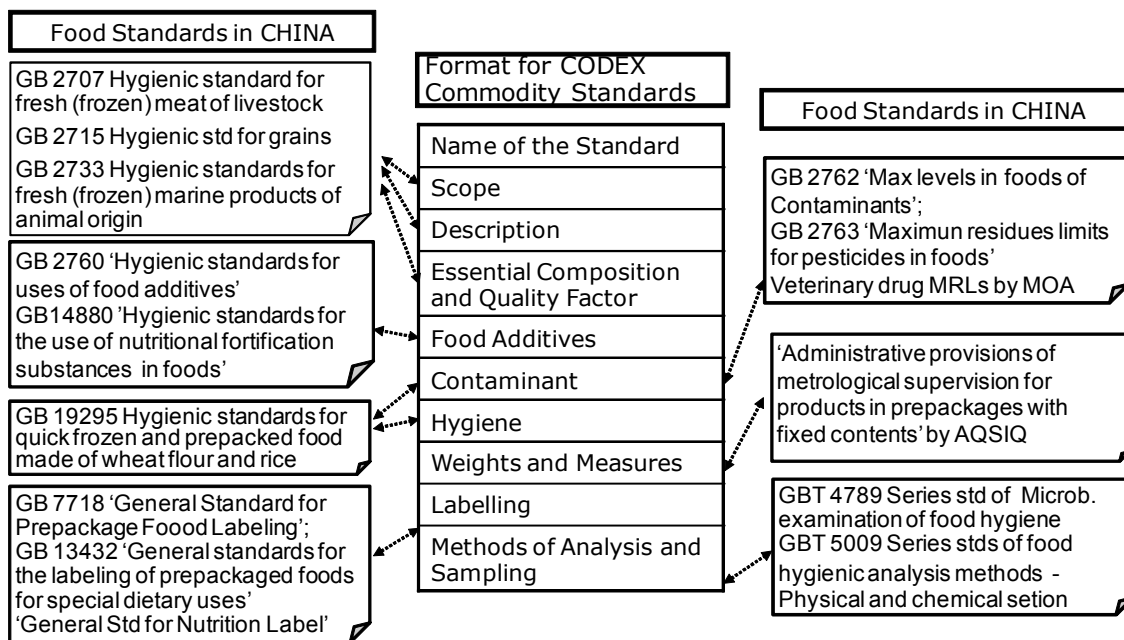 Food Standards in CHINA
GB 2707 Hygienic standard for
fresh (frozen) meat of livestock
GB 2715 Hygienic std for grains
GB 2733 Hygienic standards for
fresh (frozen) marine products of
animal origin
GB 2760 ‘Hygienic standards for
uses of food additives’
GB14880 ’Hygienic standards for
the use of nutritional fortification
substances in foods’
GB 19295 Hygienic standards for
quick frozen and prepacked food
made of wheat flour and rice
GB 7718 ‘General Standard for
Prepackage Foood Labeling’;
GB 13432 ‘General standards for
the labeling of prepackaged foods
for special dietary uses’
‘General Std for Nutrition Label’
Format for CODEX
Commodity Standards
Name of the Standard
Scope
Description
Essential Composition
and Quality Factor
Food Additives
Contaminant
Hygiene
Weights and Measures
Labelling
Methods of Analysis and
Sampling
Food Standards in CHINA
GB 2762 ‘Max levels in foods of
Contaminants’;
GB 2763 ‘Maximun residues limits
for pesticides in foods’
Veterinary drug MRLs by MOA
‘Administrative provisions of
metrological supervision for
products in prepackages with
fixed contents’ by AQSIQ
GBT 4789 Series std of Microb.
examination of food hygiene
GBT 5009 Series stds of food
hygienic analysis methods -
Physical and chemical setion